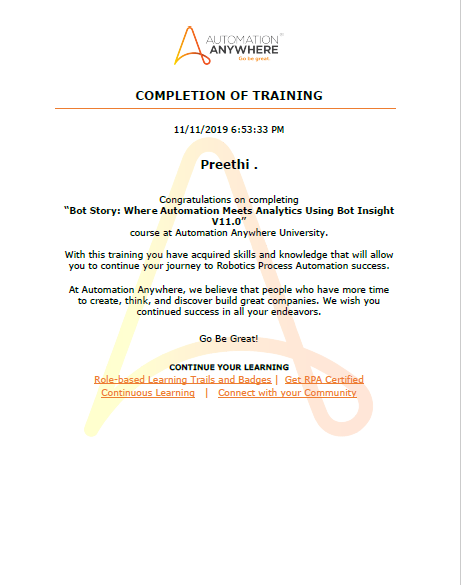 AUTOMATION
ANYWHERE
Go be great.
COMPLETION OF TRAINING
11/11/2019 6:53:33 PM
Preethi .
Congratulations on completing
“Bot Story: Where Automation Meets Analytics Using Bot Insight
V11.0”
course at Automation Anywhere University.
With this training you have acquired skills and knowledge that will allow
you to continue your journey to Robotics Process Automation success.
At Automation Anywhere, we believe that people who have more time
to create, think, and discover build great companies. We wish you
continued success in all your endeavors.
Go Be Great!
CONTINUE YOUR LEARNING
Role-based Learning Trails and Badges | Get RPA Certified
Continuous Learning | Connect with your Community